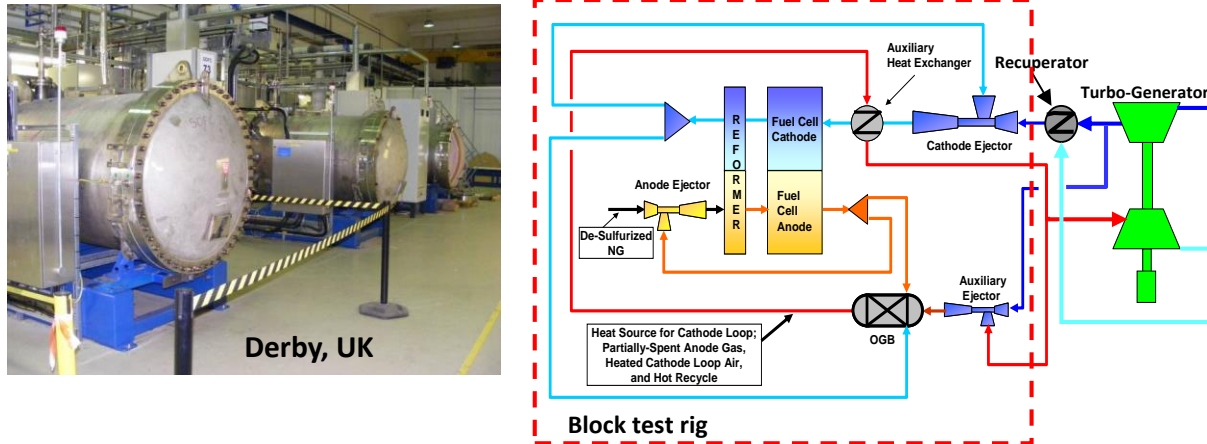 Derby, UK
Auxiliary
Heat Exchanger
Recuperator
Turbo-Generator
REFORMER
Fuel Cell
Cathode
Cathode Ejector
Anode Ejector
Fuel
Cell
Anode
De-Sulfurized
NG
Auxiliary
Ejector
OGB
Heat Source for Cathode Loop;
Partially-Spent Anode Gas,
Heated Cathode Loop Air,
and Hot Recycle
Block test rig